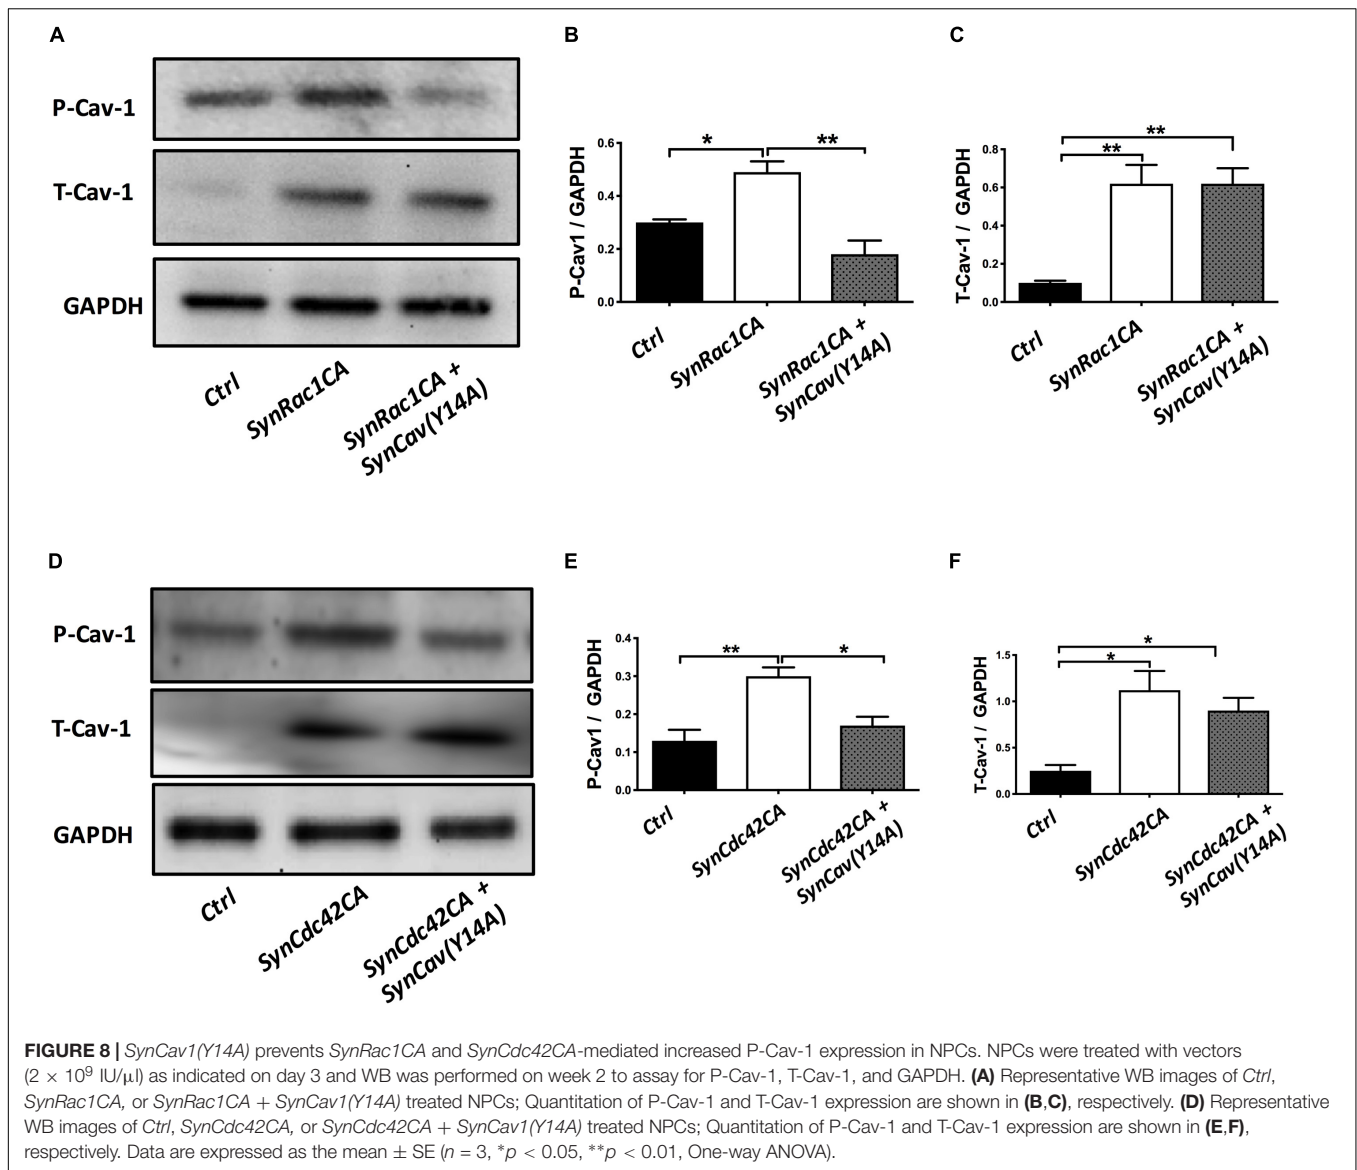 A
P-Cav-1
T-Cav-1
GAPDH
Ctrl
SynRac1CA
SynRac1CA +
SynCav(Y14A)
B
P-Cav1 / GAPDH
0.6
0.4
0.2
0.0
*
**
Ctrl
SynRac1CA
SynRac1CA +
SynCav(Y14A)
C
T-Cav-1 / GAPDH
0.8
0.6
0.4
0.2
0.0
**
**
Ctrl
SynRac1CA
SynRac1CA +
SynCav(Y14A)
D
P-Cav-1
T-Cav-1
GAPDH
Ctrl
SynCdc42CA
SynCdc42CA +
SynCav(Y14A)
E
P-Cav1 / GAPDH
0.4
0.3
0.2
0.1
0.0
**
*
Ctrl
SynCdc42CA
SynCdc42CA +
SynCav(Y14A)
F
T-Cav-1 / GAPDH
1.5
1.0
0.5
0.0
*
*
Ctrl
SynCdc42CA
SynCdc42CA +
SynCav(Y14A)
FIGURE 8 | SynCav1(Y14A) prevents SynRac1CA and SynCdc42CA-mediated increased P-Cav-1 expression in NPCs. NPCs were treated with vectors
(2 × 10⁹ IU/μl) as indicated on day 3 and WB was performed on week 2 to assay for P-Cav-1, T-Cav-1, and GAPDH. (A) Representative WB images of Ctrl,
SynRac1CA, or SynRac1CA + SynCav1(Y14A) treated NPCs; Quantitation of P-Cav-1 and T-Cav-1 expression are shown in (B,C), respectively. (D) Representative
WB images of Ctrl, SynCdc42CA, or SynCdc42CA + SynCav1(Y14A) treated NPCs; Quantitation of P-Cav-1 and T-Cav-1 expression are shown in (E,F),
respectively. Data are expressed as the mean ± SE (n = 3, *p < 0.05, **p < 0.01, One-way ANOVA).